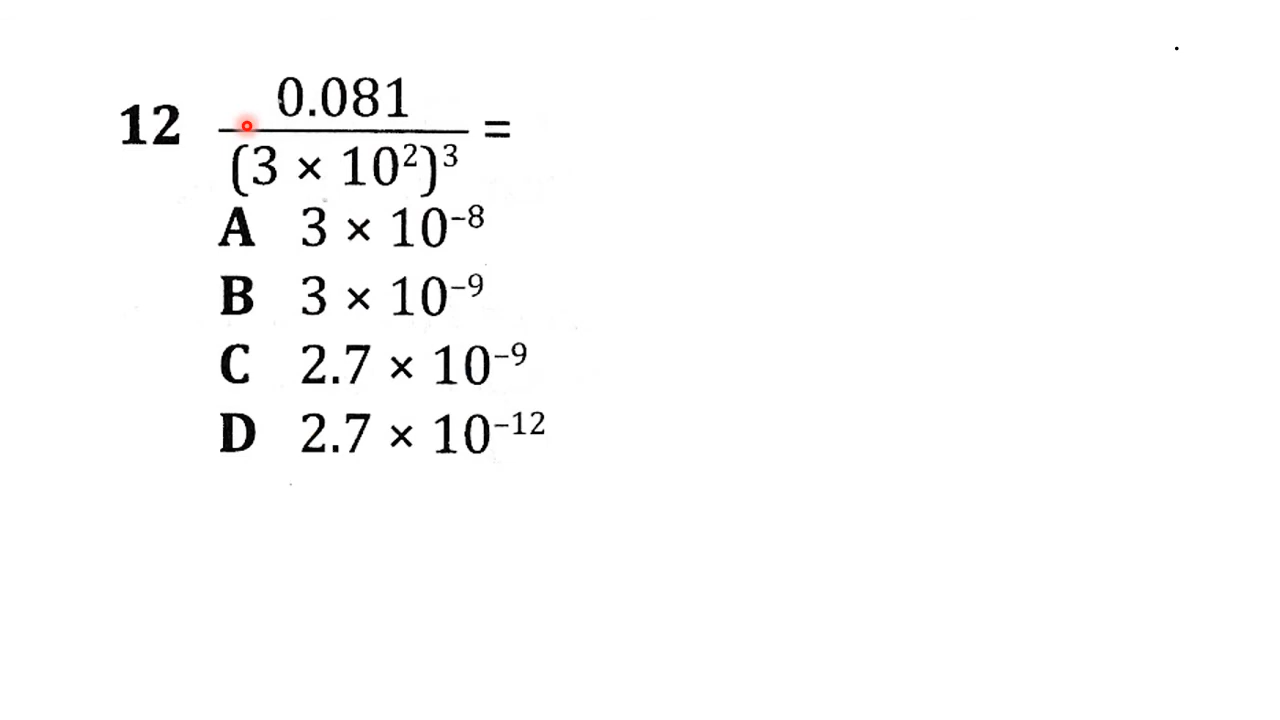 12 0.081
/ (3 × 10²)³ =
A 3 × 10⁻⁸
B 3 × 10⁻⁹
C 2.7 × 10⁻⁹
D 2.7 × 10⁻¹²